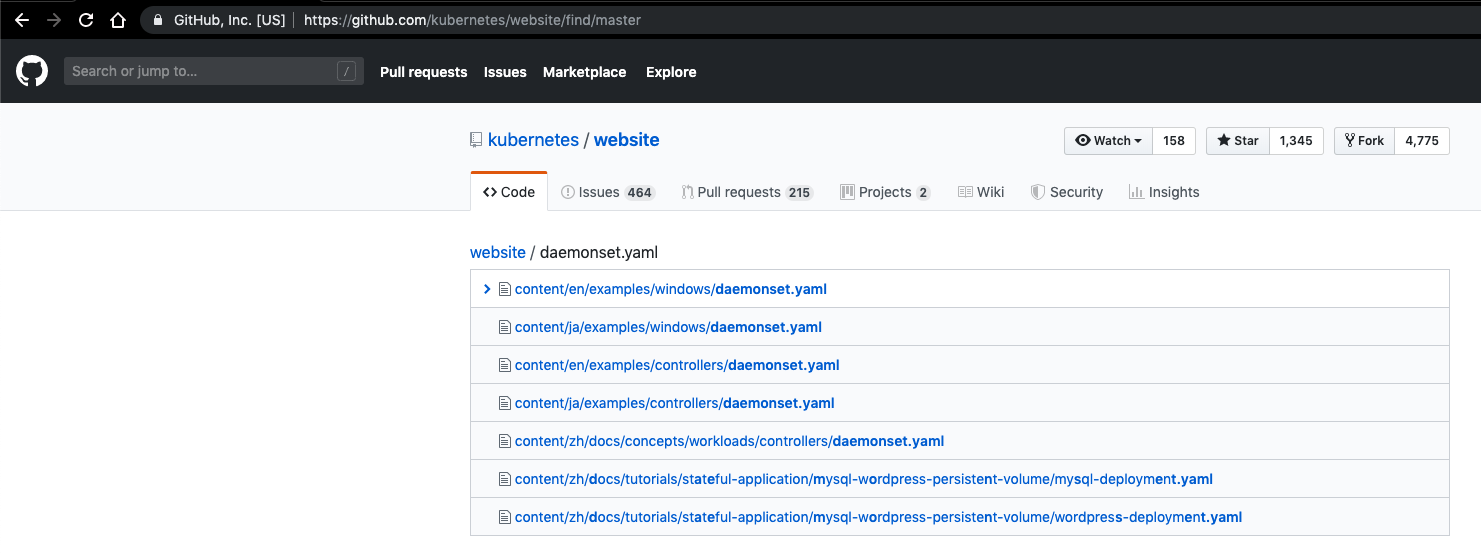 GitHub, Inc. [US] | https://github.com/kubernetes/website/find/master
Search or jump to... / Pull requests Issues Marketplace Explore
kubernetes / website Watch 158 Star 1,345 Fork 4,775
Code Issues 464 Pull requests 215 Projects 2 Wiki Security Insights
website / daemonset.yaml
content/en/examples/windows/daemonset.yaml
content/ja/examples/windows/daemonset.yaml
content/en/examples/controllers/daemonset.yaml
content/ja/examples/controllers/daemonset.yaml
content/zh/docs/concepts/workloads/controllers/daemonset.yaml
content/zh/docs/tutorials/stateful-application/mysql-wordpress-persistent-volume/mysql-deployment.yaml
content/zh/docs/tutorials/stateful-application/mysql-wordpress-persistent-volume/wordpress-deployment.yaml